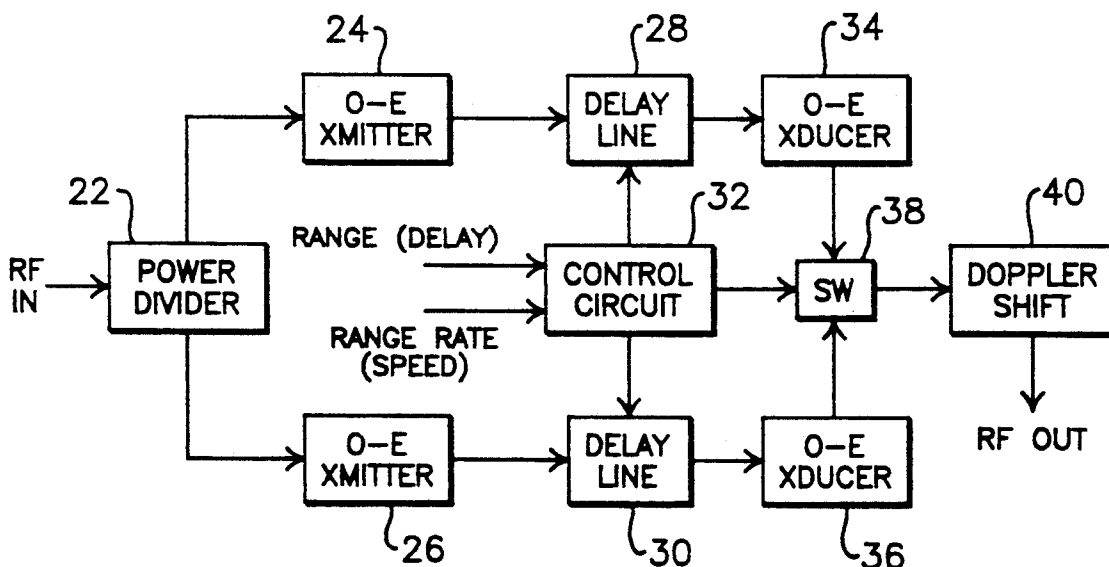 24
28
34
O-E
XMITTER
DELAY
LINE
O-E
XDUCER
22
32
38
40
RANGE (DELAY)
RF
IN
POWER
DIVIDER
CONTROL
CIRCUIT
SW
DOPPLER
SHIFT
RANGE RATE
(SPEED)
O-E
XMITTER
DELAY
LINE
O-E
XDUCER
RF OUT
26
30
36